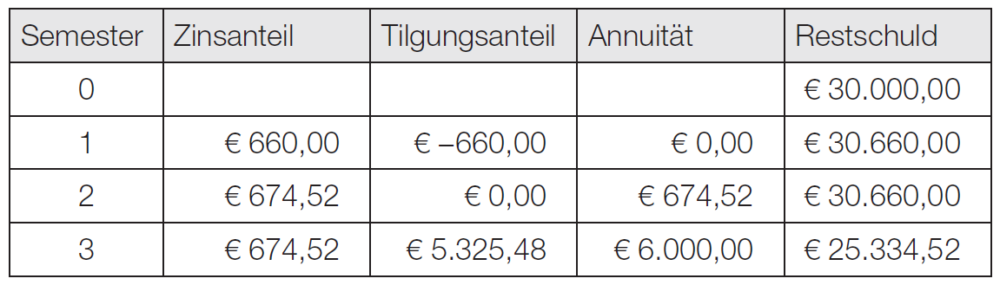 Semester Zinsanteil Tilgungsanteil Annuität Restschuld
0 € 30.000,00
1 € 660,00 € –660,00 € 0,00 € 30.660,00
2 € 674,52 € 0,00 € 674,52 € 30.660,00
3 € 674,52 € 5.325,48 € 6.000,00 € 25.334,52